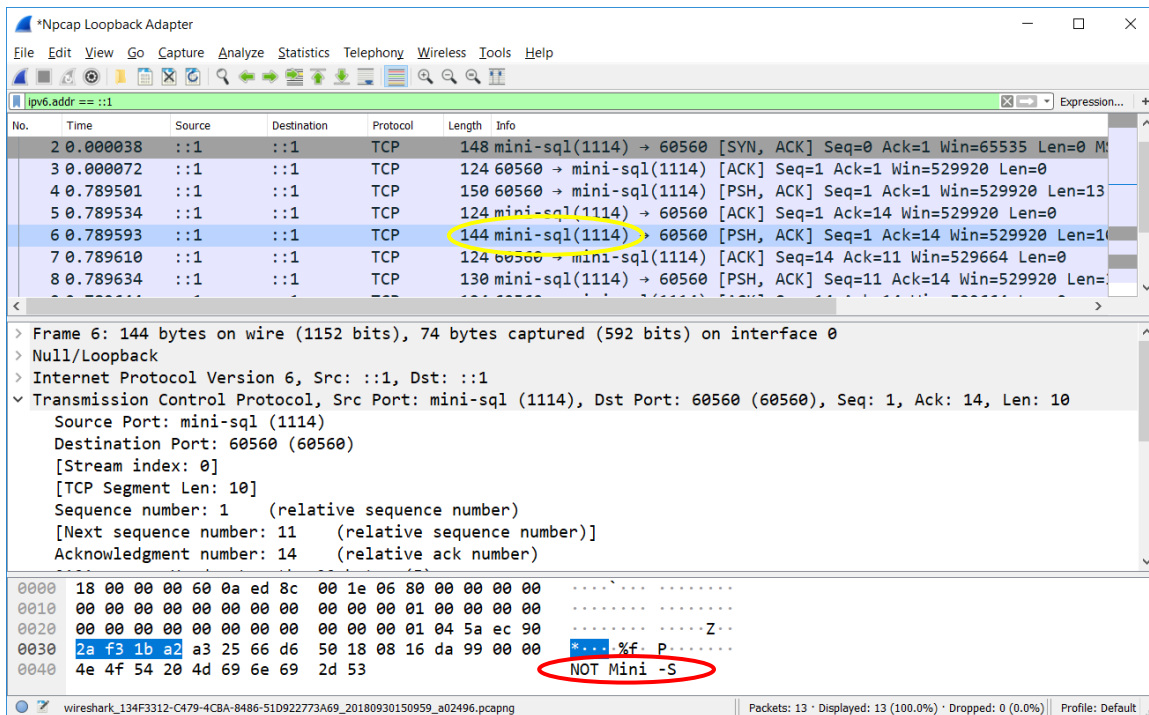 *Npcap Loopback Adapter
File Edit View Go Capture Analyze Statistics Telephony Wireless Tools Help
ipv6.addr == ::1 Expression... +
No. Time Source Destination Protocol Length Info
2 0.000038 ::1 ::1 TCP 148 mini-sql(1114) → 60560 [SYN, ACK] Seq=0 Ack=1 Win=65535 Len=0
3 0.000072 ::1 ::1 TCP 124 60560 → mini-sql(1114) [ACK] Seq=1 Ack=1 Win=529920 Len=0
4 0.789501 ::1 ::1 TCP 150 60560 → mini-sql(1114) [PSH, ACK] Seq=1 Ack=1 Win=529920 Len=13
5 0.789534 ::1 ::1 TCP 124 mini-sql(1114) → 60560 [ACK] Seq=1 Ack=14 Win=529920 Len=0
6 0.789593 ::1 ::1 TCP 144 mini-sql(1114) → 60560 [PSH, ACK] Seq=1 Ack=14 Win=529920 Len=10
7 0.789610 ::1 ::1 TCP 124 60560 → mini-sql(1114) [ACK] Seq=14 Ack=11 Win=529664 Len=0
8 0.789634 ::1 ::1 TCP 130 mini-sql(1114) → 60560 [PSH, ACK] Seq=11 Ack=14 Win=529920 Len=
> Frame 6: 144 bytes on wire (1152 bits), 74 bytes captured (592 bits) on interface 0
> Null/Loopback
> Internet Protocol Version 6, Src: ::1, Dst: ::1
Transmission Control Protocol, Src Port: mini-sql (1114), Dst Port: 60560 (60560), Seq: 1, Ack: 14, Len: 10
Source Port: mini-sql (1114)
Destination Port: 60560 (60560)
[Stream index: 0]
[TCP Segment Len: 10]
Sequence number: 1 (relative sequence number)
[Next sequence number: 11 (relative sequence number)]
Acknowledgment number: 14 (relative ack number)
0000 18 00 00 00 60 0a ed 8c 00 1e 06 80 00 00 00 00 ····`··· ········
0010 00 00 00 00 00 00 00 00 00 00 00 01 00 00 00 00 ········ ········
0020 00 00 00 00 00 00 00 00 00 00 00 01 04 5a ec 90 ········ ·····Z··
0030 2a f3 1b a2 a3 25 66 d6 50 18 08 16 da 99 00 00 *····%f· P·······
0040 4e 4f 54 20 4d 69 6e 69 2d 53 NOT Mini -S
wireshark_134F3312-C479-4CBA-8486-51D922773A69_20180930150959_a02496.pcapng Packets: 13 · Displayed: 13 (100.0%) · Dropped: 0 (0.0%) Profile: Default